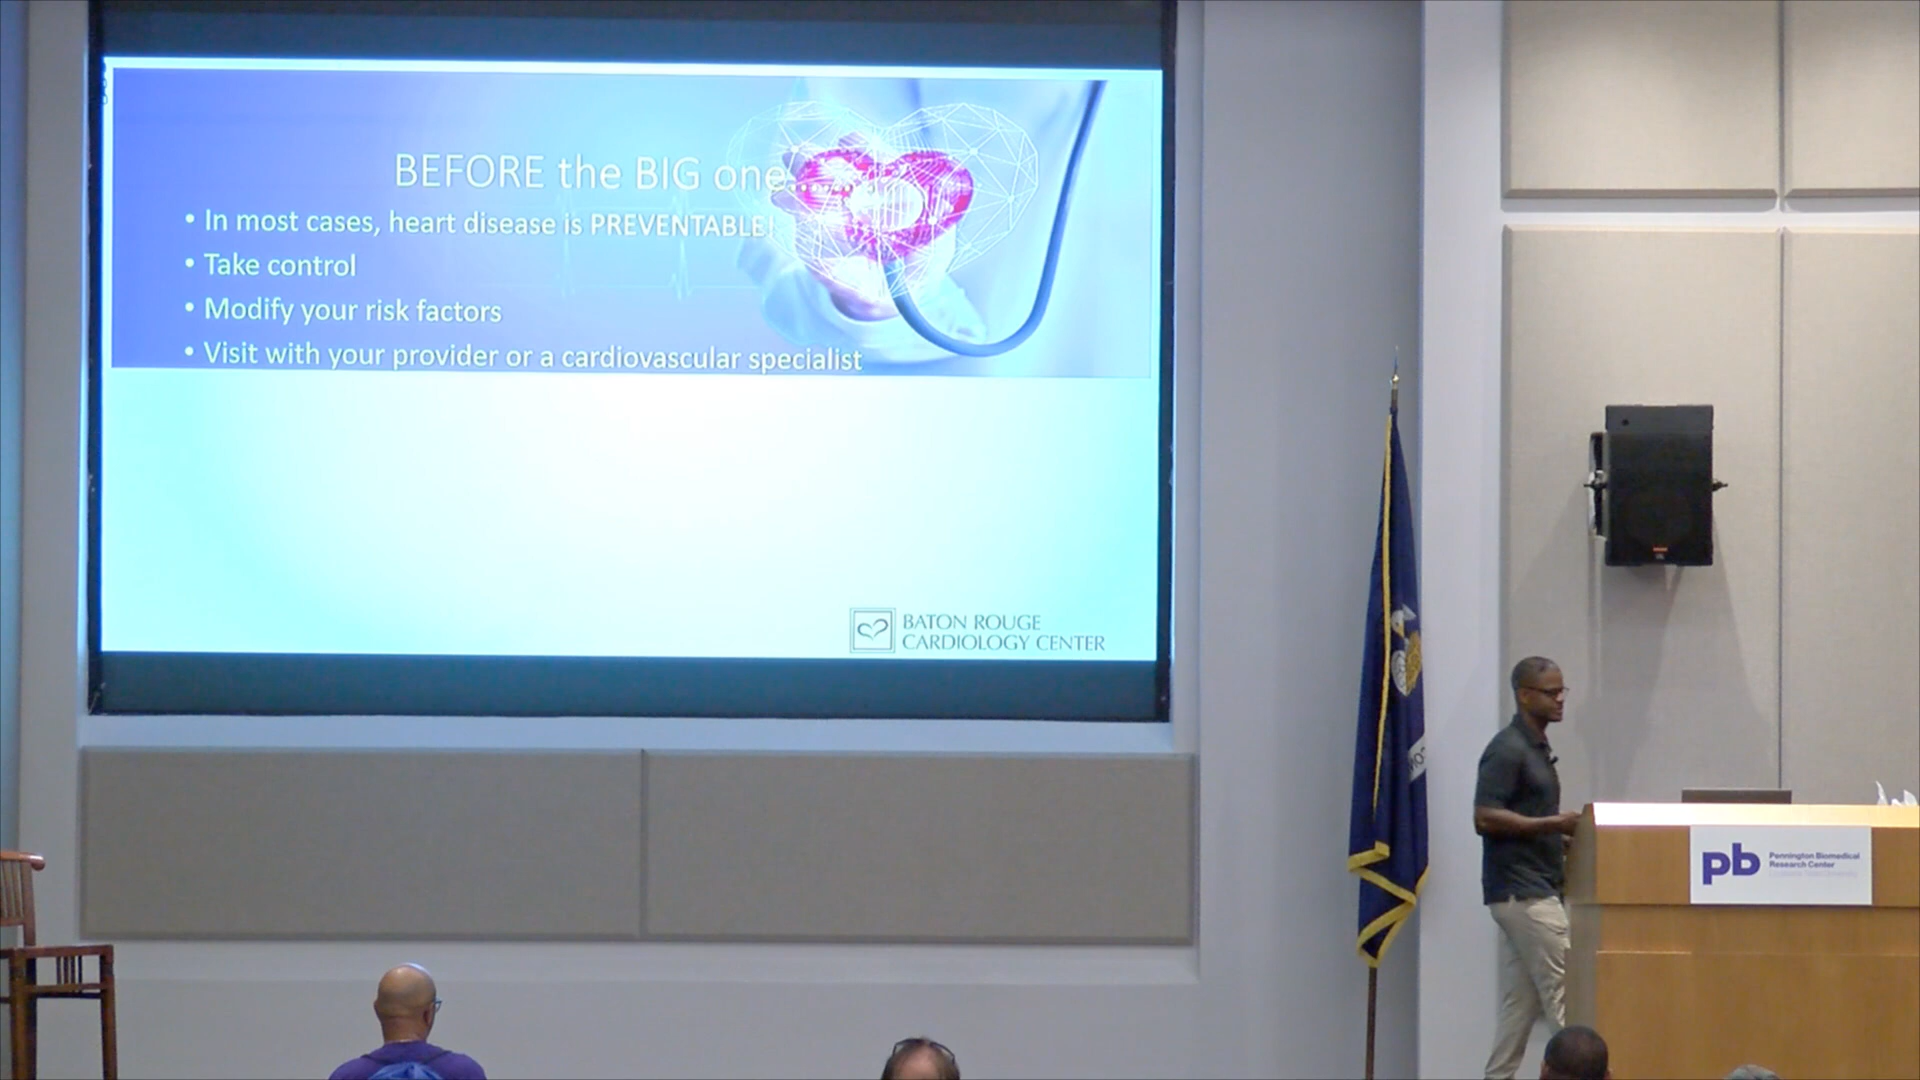 BEFORE the BIG one......
• In most cases, heart disease is PREVENTABLE!
• Take control
• Modify your risk factors
• Visit with your provider or a cardiovascular specialist
BATON ROUGE
CARDIOLOGY CENTER
pb
Pennington Biomedical
Research Center